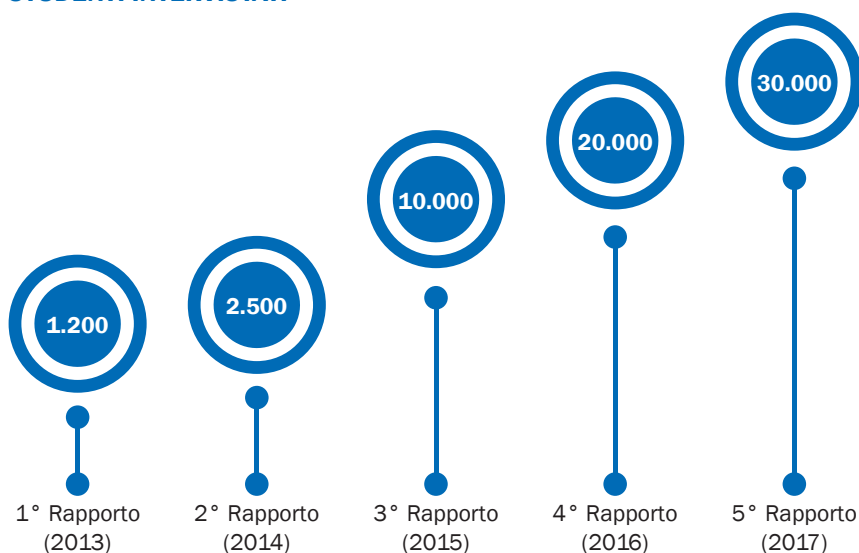 1.200
2.500
10.000
20.000
30.000
1° Rapporto
(2013)
2° Rapporto
(2014)
3° Rapporto
(2015)
4° Rapporto
(2016)
5° Rapporto
(2017)